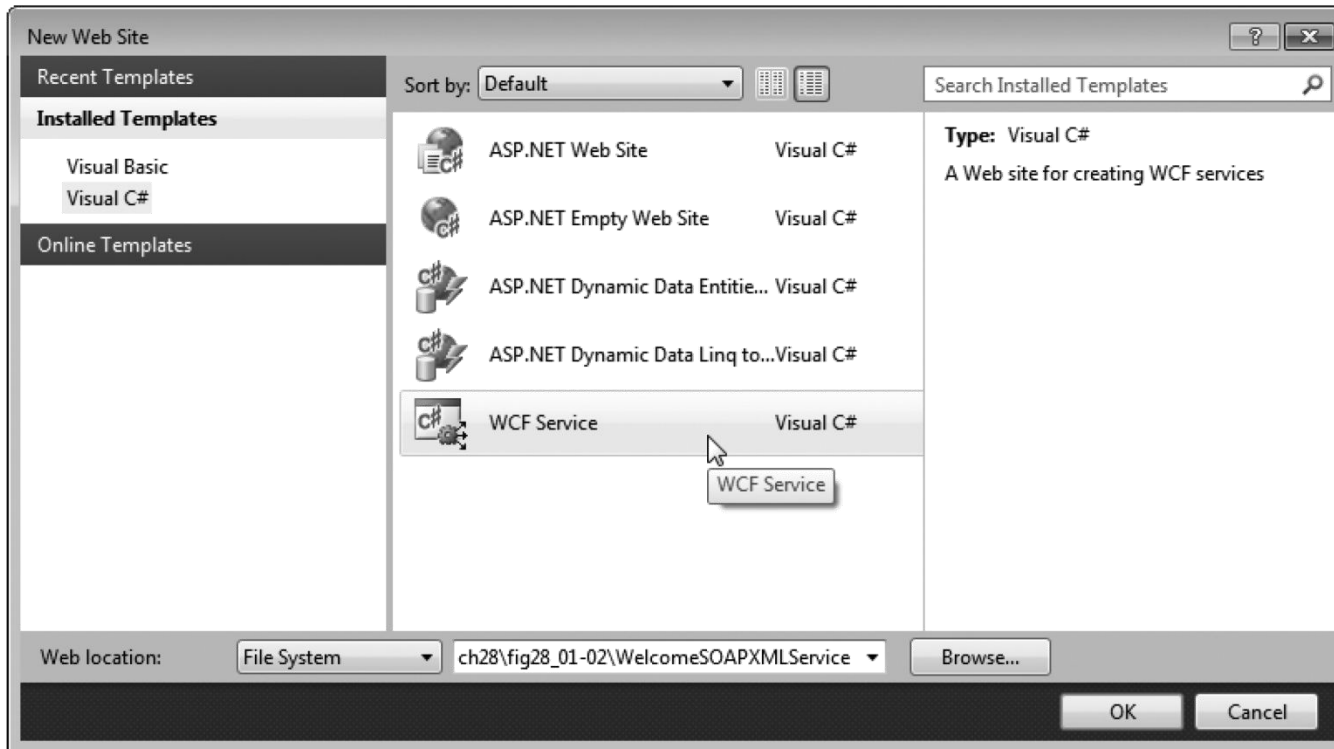 New Web Site
Recent Templates
Installed Templates
Visual Basic
Visual C#
Online Templates
Sort by: Default
Search Installed Templates
ASP.NET Web Site Visual C#
ASP.NET Empty Web Site Visual C#
ASP.NET Dynamic Data Entitie... Visual C#
ASP.NET Dynamic Data Linq to...Visual C#
WCF Service Visual C#
WCF Service
Type: Visual C#
A Web site for creating WCF services
Web location: File System ch28\fig28_01-02\WelcomeSOAPXMLService Browse...
OK Cancel